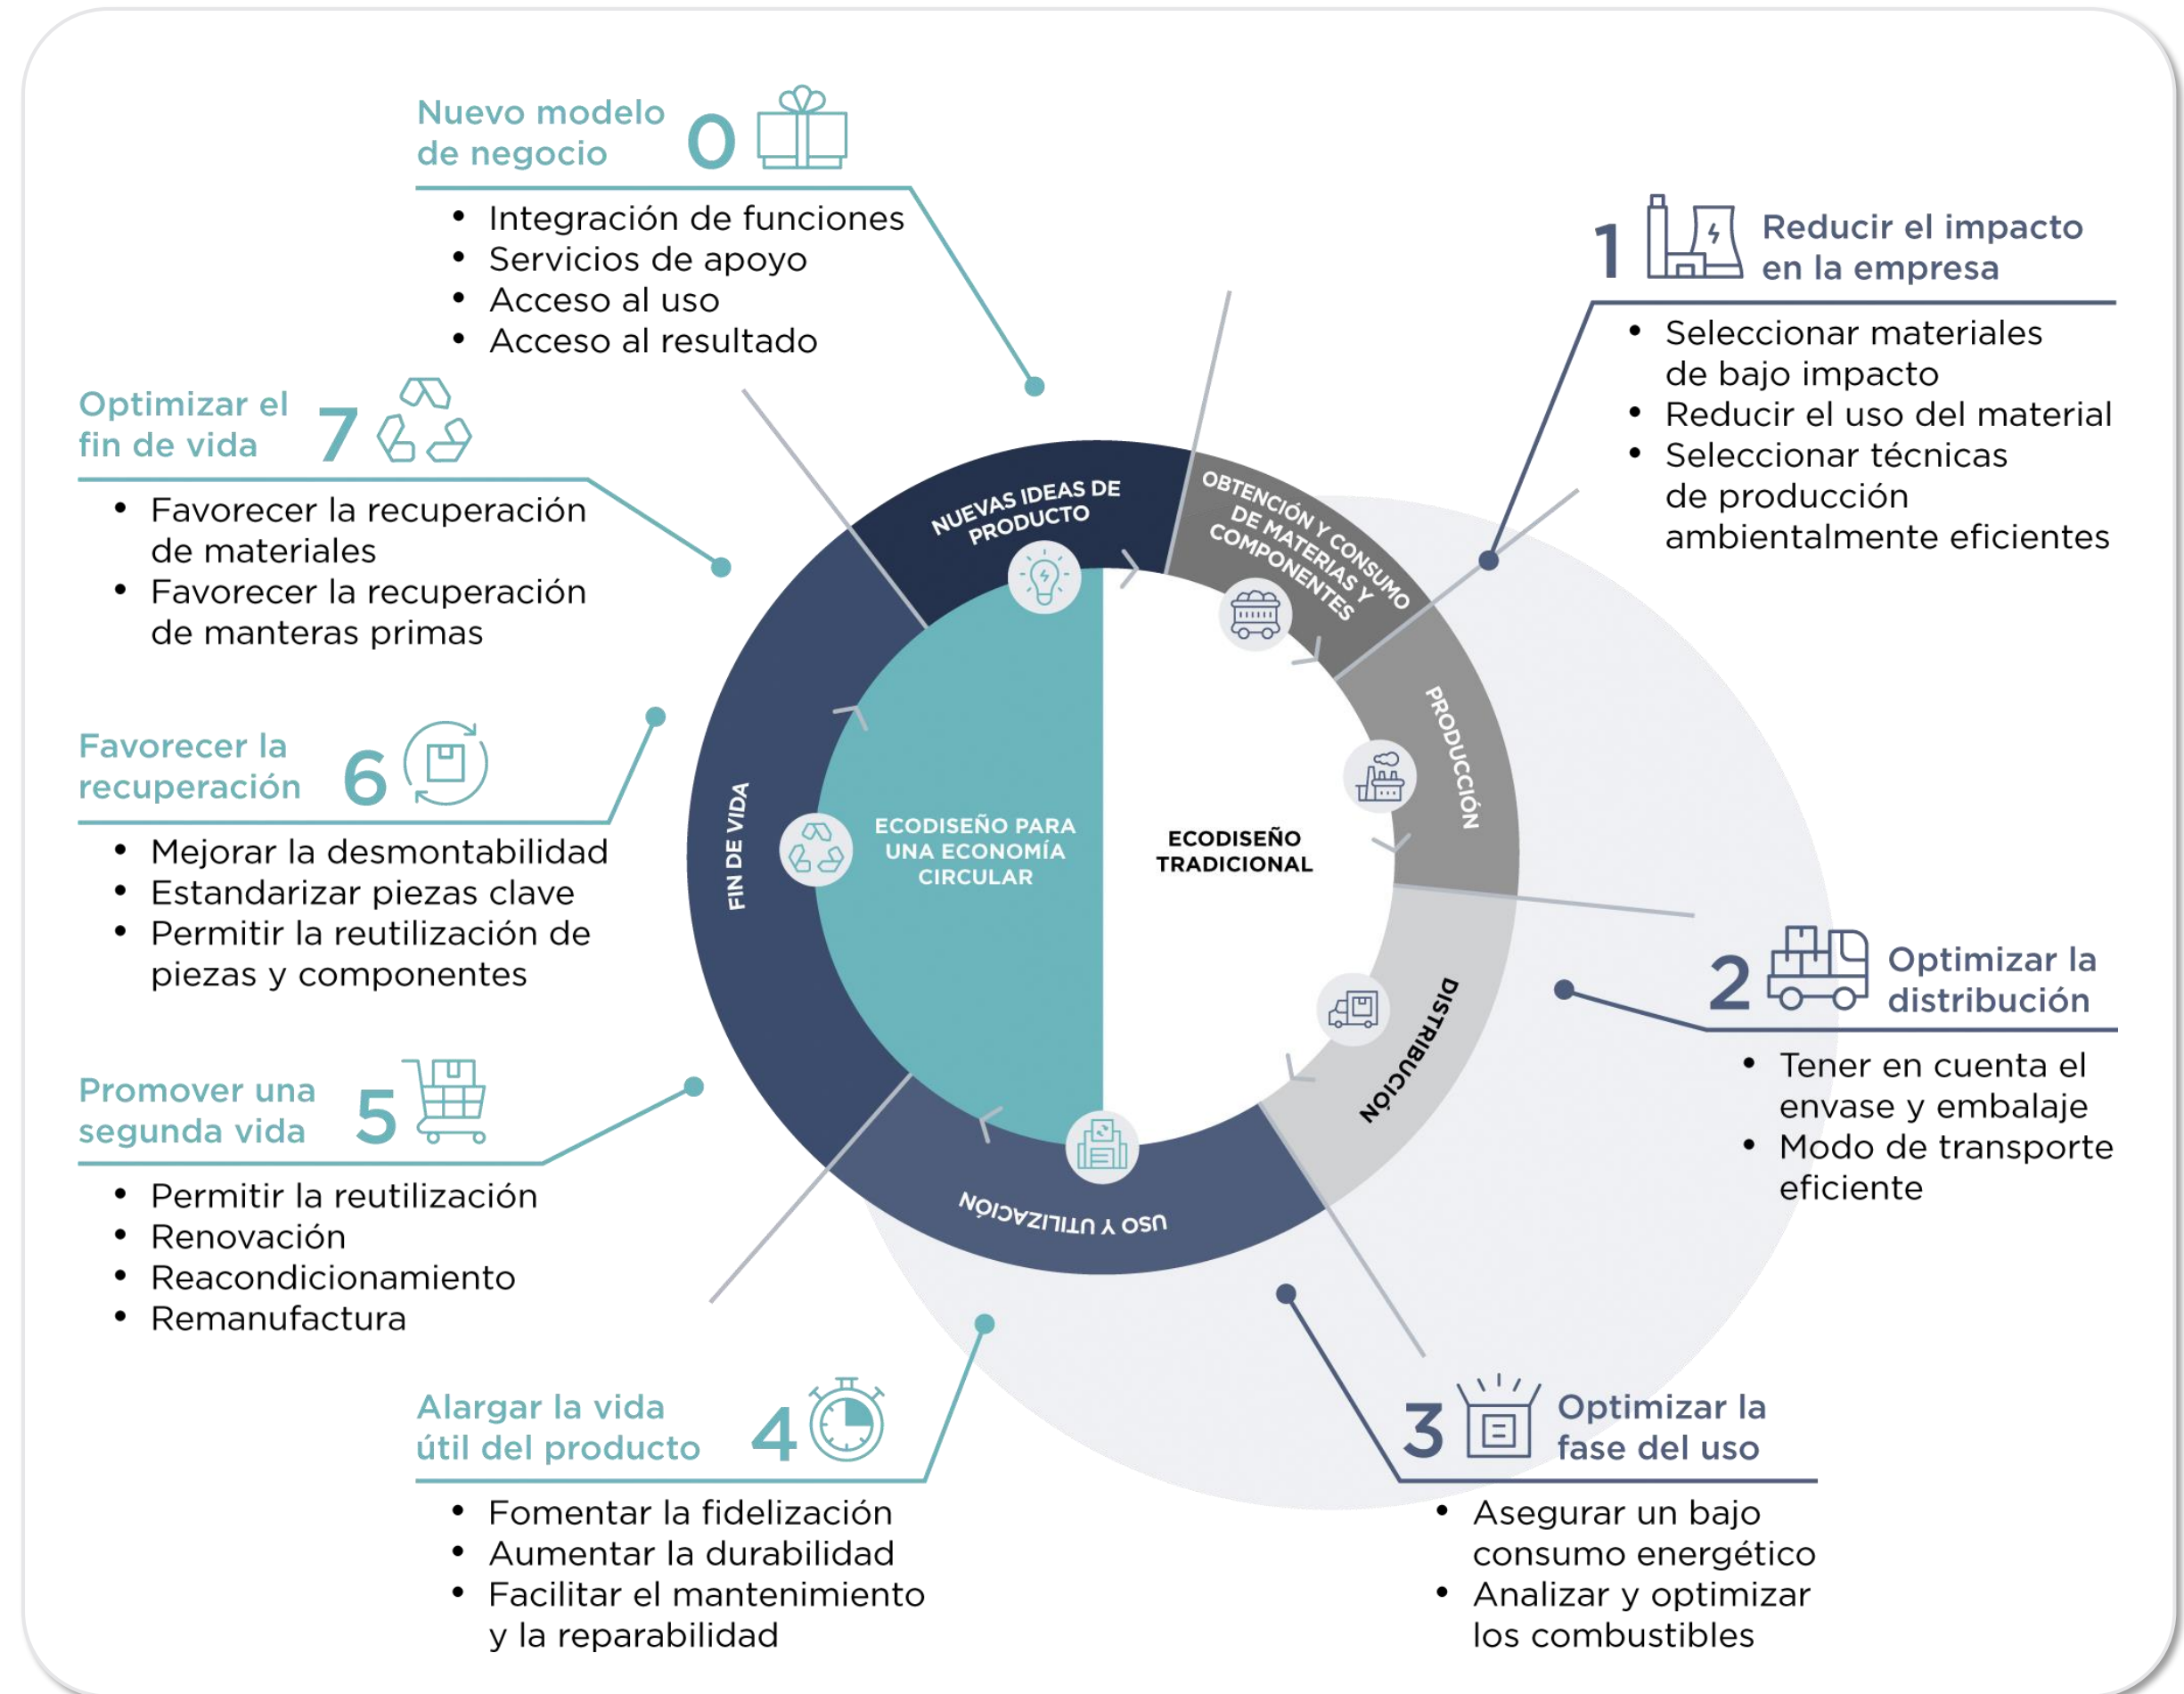 Nuevo modelo
de negocio
0
• Integración de funciones
• Servicios de apoyo
• Acceso al uso
• Acceso al resultado
1
Reducir el impacto
en la empresa
• Seleccionar materiales
de bajo impacto
• Reducir el uso del material
• Seleccionar técnicas
de producción
ambientalmente eficientes
2
Optimizar la
distribución
• Tener en cuenta el
envase y embalaje
• Modo de transporte
eficiente
3
Optimizar la
fase del uso
• Asegurar un bajo
consumo energético
• Analizar y optimizar
los combustibles
Alargar la vida
útil del producto
4
• Fomentar la fidelización
• Aumentar la durabilidad
• Facilitar el mantenimiento
y la reparabilidad
Promover una
segunda vida
5
• Permitir la reutilización
• Renovación
• Reacondicionamiento
• Remanufactura
Favorecer la
recuperación
6
• Mejorar la desmontabilidad
• Estandarizar piezas clave
• Permitir la reutilización de
piezas y componentes
Optimizar el
fin de vida
7
• Favorecer la recuperación
de materiales
• Favorecer la recuperación
de manteras primas
NUEVAS IDEAS DE
PRODUCTO
OBTENCIÓN Y CONSUMO
DE MATERIAS Y
COMPONENTES
PRODUCCIÓN
DISTRIBUCIÓN
USO Y UTILIZACIÓN
FIN DE VIDA
ECODISEÑO PARA
UNA ECONOMÍA
CIRCULAR
ECODISEÑO
TRADICIONAL